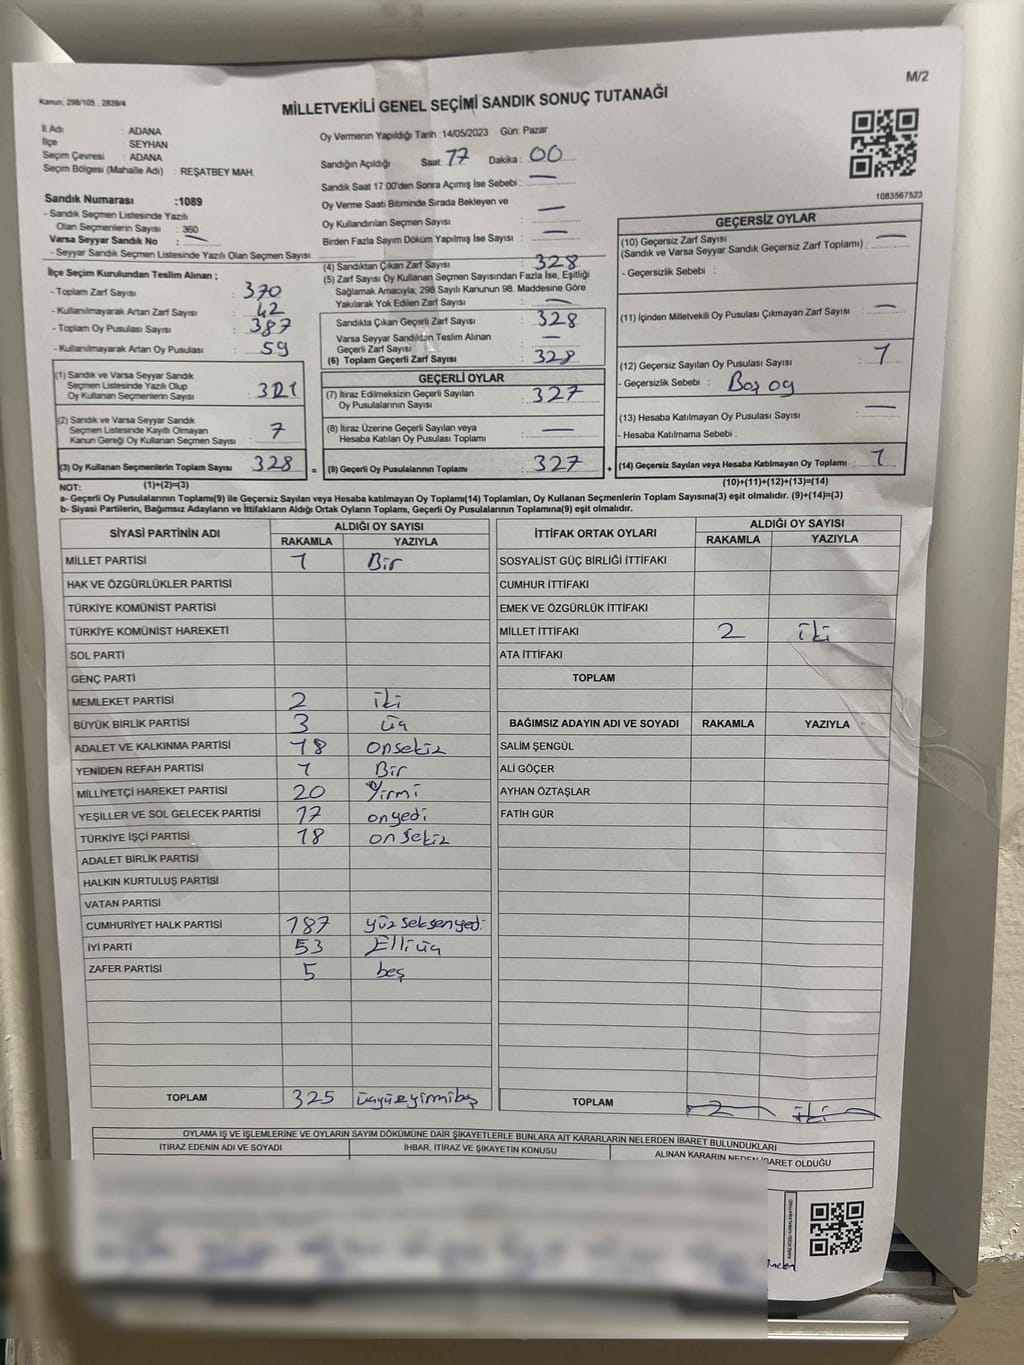 M/2
Kanun; 298/105 , 2839/4
MİLLETVEKİLİ GENEL SEÇİMİ SANDIK SONUÇ TUTANAĞI
İl Adı : ADANA
İlçe : SEYHAN
Seçim Çevresi : ADANA
Seçim Bölgesi (Mahalle Adı) : REŞATBEY MAH.
Sandık Numarası :1089
- Sandık Seçmen Listesinde Yazılı
Olan Seçmenlerin Sayısı : 360
Varsa Seyyar Sandık No : —
- Seyyar Sandık Seçmen Listesinde Yazılı Olan Seçmen Sayısı:
İlçe Seçim Kurulundan Teslim Alınan ;
- Toplam Zarf Sayısı : 370
- Kullanılmayarak Artan Zarf Sayısı : 42
- Toplam Oy Pusulası Sayısı : 387
- Kullanılmayarak Artan Oy Pusulası : 59
(1) Sandık ve Varsa Seyyar Sandık
Seçmen Listesinde Yazılı Olup
Oy Kullanan Seçmenlerin Sayısı : 321
(2) Sandık ve Varsa Seyyar Sandık
Seçmen Listesinde Kayıtlı Olmayan
Kanun Gereği Oy Kullanan Seçmen Sayısı : 7
(3) Oy Kullanan Seçmenlerin Toplam Sayısı : 328
Oy Vermenin Yapıldığı Tarih :14/05/2023 Gün: Pazar
Sandığın Açıldığı Saat: 17 Dakika : 00
Sandık Saat 17:00'den Sonra Açımış İse Sebebi : —
Oy Verme Saati Bitiminde Sırada Bekleyen ve
Oy Kullandırılan Seçmen Sayısı : —
Birden Fazla Sayım Döküm Yapılmış İse Sayısı : —
(4) Sandıktan Çıkan Zarf Sayısı : 328
(5) Zarf Sayısı Oy Kullanan Seçmen Sayısından Fazla İse, Eşitliği
Sağlamak Amacıyla; 298 Sayılı Kanunun 98. Maddesine Göre
Yakılarak Yok Edilen Zarf Sayısı : —
Sandıkta Çıkan Geçerli Zarf Sayısı : 328
Varsa Seyyar Sandıkdan Teslim Alınan
Geçerli Zarf Sayısı : —
(6) Toplam Geçerli Zarf Sayısı : 328
GEÇERLİ OYLAR
(7) İtiraz Edilmeksizin Geçerli Sayılan
Oy Pusulalarının Sayısı : 327
(8) İtiraz Üzerine Geçerli Sayılan veya
Hesaba Katılan Oy Pusulası Toplamı : —
= (9) Geçerli Oy Pusulalarının Toplamı : 327
1083567523
GEÇERSİZ OYLAR
(10) Geçersiz Zarf Sayısı : —
(Sandık ve Varsa Seyyar Sandık Geçersiz Zarf Toplamı)
- Geçersizlik Sebebi :
(11) İçinden Milletvekili Oy Pusulası Çıkmayan Zarf Sayısı : —
(12) Geçersiz Sayılan Oy Pusulası Sayısı : 1
- Geçersizlik Sebebi : Boş oy
(13) Hesaba Katılmayan Oy Pusulası Sayısı : —
- Hesaba Katılmama Sebebi :
+ (14) Geçersiz Sayılan veya Hesaba Katılmayan Oy Toplamı : 1
NOT: (1)+(2)=(3) (10)+(11)+(12)+(13)=(14)
a- Geçerli Oy Pusulalarının Toplamı(9) ile Geçersiz Sayılan veya Hesaba katılmayan Oy Toplamı(14) Toplamları, Oy Kullanan Seçmenlerin Toplam Sayısına(3) eşit olmalıdır. (9)+(14)=(3)
b- Siyasi Partilerin, Bağımsız Adayların ve İttifakların Aldığı Ortak Oyların Toplamı, Geçerli Oy Pusulalarının Toplamına(9) eşit olmalıdır.
SİYASİ PARTİNİN ADI ALDIĞI OY SAYISI
RAKAMLA YAZIYLA
MİLLET PARTİSİ 1 Bir
HAK VE ÖZGÜRLÜKLER PARTİSİ
TÜRKİYE KOMÜNİST PARTİSİ
TÜRKİYE KOMÜNİST HAREKETİ
SOL PARTİ
GENÇ PARTİ
MEMLEKET PARTİSİ 2 iki
BÜYÜK BİRLİK PARTİSİ 3 üç
ADALET VE KALKINMA PARTİSİ 18 onsekiz
YENİDEN REFAH PARTİSİ 1 Bir
MİLLİYETÇİ HAREKET PARTİSİ 20 Yirmi
YEŞİLLER VE SOL GELECEK PARTİSİ 17 onyedi
TÜRKİYE İŞÇİ PARTİSİ 18 onsekiz
ADALET BİRLİK PARTİSİ
HALKIN KURTULUŞ PARTİSİ
VATAN PARTİSİ
CUMHURİYET HALK PARTİSİ 187 yüzseksenyedi
İYİ PARTİ 53 Elliüç
ZAFER PARTİSİ 5 beş
TOPLAM 325 üçyüzyirmibeş
İTTİFAK ORTAK OYLARI ALDIĞI OY SAYISI
RAKAMLA YAZIYLA
SOSYALİST GÜÇ BİRLİĞİ İTTİFAKI
CUMHUR İTTİFAKI
EMEK VE ÖZGÜRLÜK İTTİFAKI
MİLLET İTTİFAKI 2 iki
ATA İTTİFAKI
TOPLAM
BAĞIMSIZ ADAYIN ADI VE SOYADI RAKAMLA YAZIYLA
SALİM ŞENGÜL
ALİ GÖÇER
AYHAN ÖZTAŞLAR
FATİH GÜR
TOPLAM 2 iki
OYLAMA İŞ VE İŞLEMLERİNE VE OYLARIN SAYIM DÖKÜMÜNE DAİR ŞİKAYETLERLE BUNLARA AİT KARARLARIN NELERDEN İBARET BULUNDUKLARI
İTİRAZ EDENİN ADI VE SOYADI İHBAR, İTİRAZ VE ŞİKAYETİN KONUSU ALINAN KARARIN NEDEN İBARET OLDUĞU